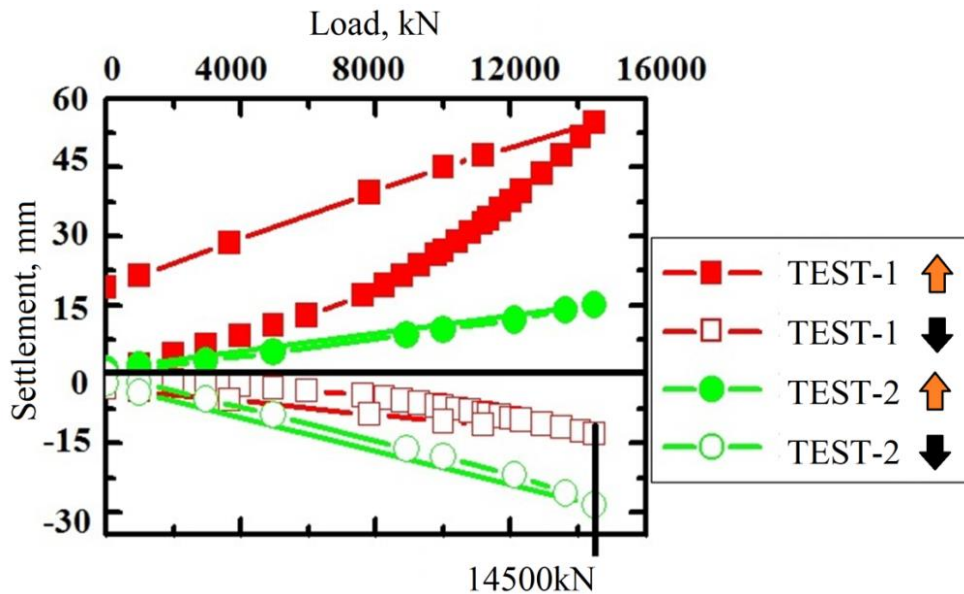 Load, kN
0 4000 8000 12000 16000
60
45
30
15
0
-15
-30
Settlement, mm
TEST-1
TEST-1
TEST-2
TEST-2
14500kN